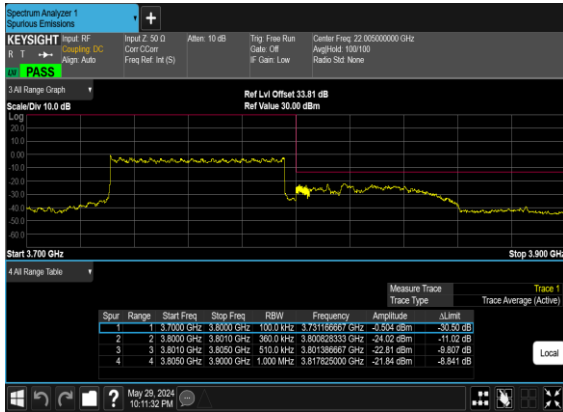 Spectrum Analyzer 1
Spurious Emissions
KEYSIGHT Input: RF Input Z: 50 Ω Atten: 10 dB Trig: Free Run Center Freq: 22.005000000 GHz
R T Coupling: DC Corr CCorr Gate: Off Avg|Hold: 100/100
Align: Auto Freq Ref: Int (S) IF Gain: Low Radio Std: None
LXI PASS
3 All Range Graph
Ref Lvl Offset 33.81 dB
Scale/Div 10.0 dB Ref Value 30.00 dBm
Log
20.0
10.0
0.00
-10.0
-20.0
-30.0
-40.0
-50.0
-60.0
Start 3.700 GHz Stop 3.900 GHz
4 All Range Table
Measure Trace Trace 1
Trace Type Trace Average (Active)
Spur Range Start Freq Stop Freq RBW Frequency Amplitude ΔLimit
1 1 3.7000 GHz 3.8000 GHz 100.0 kHz 3.731166667 GHz -0.504 dBm -30.50 dB
2 2 3.8000 GHz 3.8010 GHz 360.0 kHz 3.800828333 GHz -24.02 dBm -11.02 dB
3 3 3.8010 GHz 3.8050 GHz 510.0 kHz 3.801386667 GHz -22.81 dBm -9.807 dB
4 4 3.8050 GHz 3.9000 GHz 1.000 MHz 3.817825000 GHz -21.84 dBm -8.841 dB
Local
May 29, 2024
10:11:32 PM